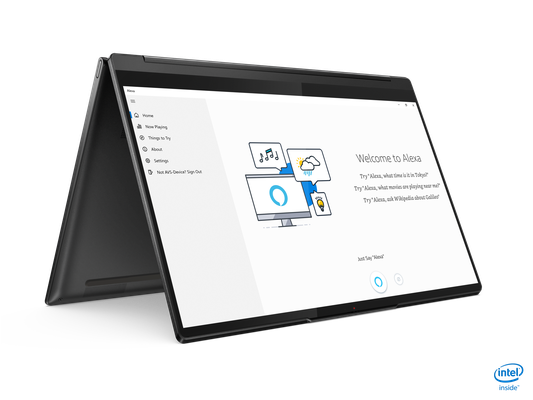 Alexa
Home
Now Playing
Things to Try
About
Settings
Not AVS-Device? Sign Out
Welcome to Alexa
Try "Alexa, what time is it in Tokyo?"
Try "Alexa, what movies are playing near me?"
Try "Alexa, ask Wikipedia about Galileo"
Just Say "Alexa"
intel
inside™